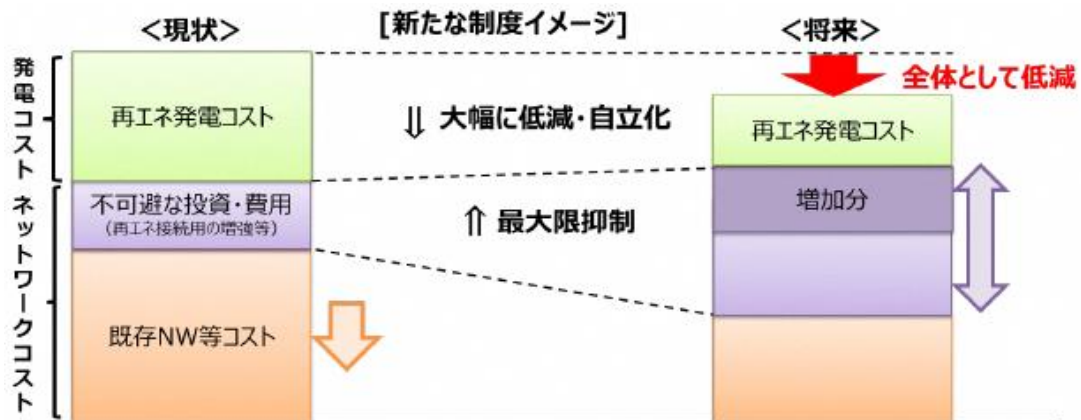 <現状>
[新たな制度イメージ]
<将来>
発電コスト
再エネ発電コスト
⇓ 大幅に低減・自立化
全体として低減
再エネ発電コスト
ネットワークコスト
不可避な投資・費用
(再エネ接続用の増強等)
⇑ 最大限抑制
増加分
既存NW等コスト